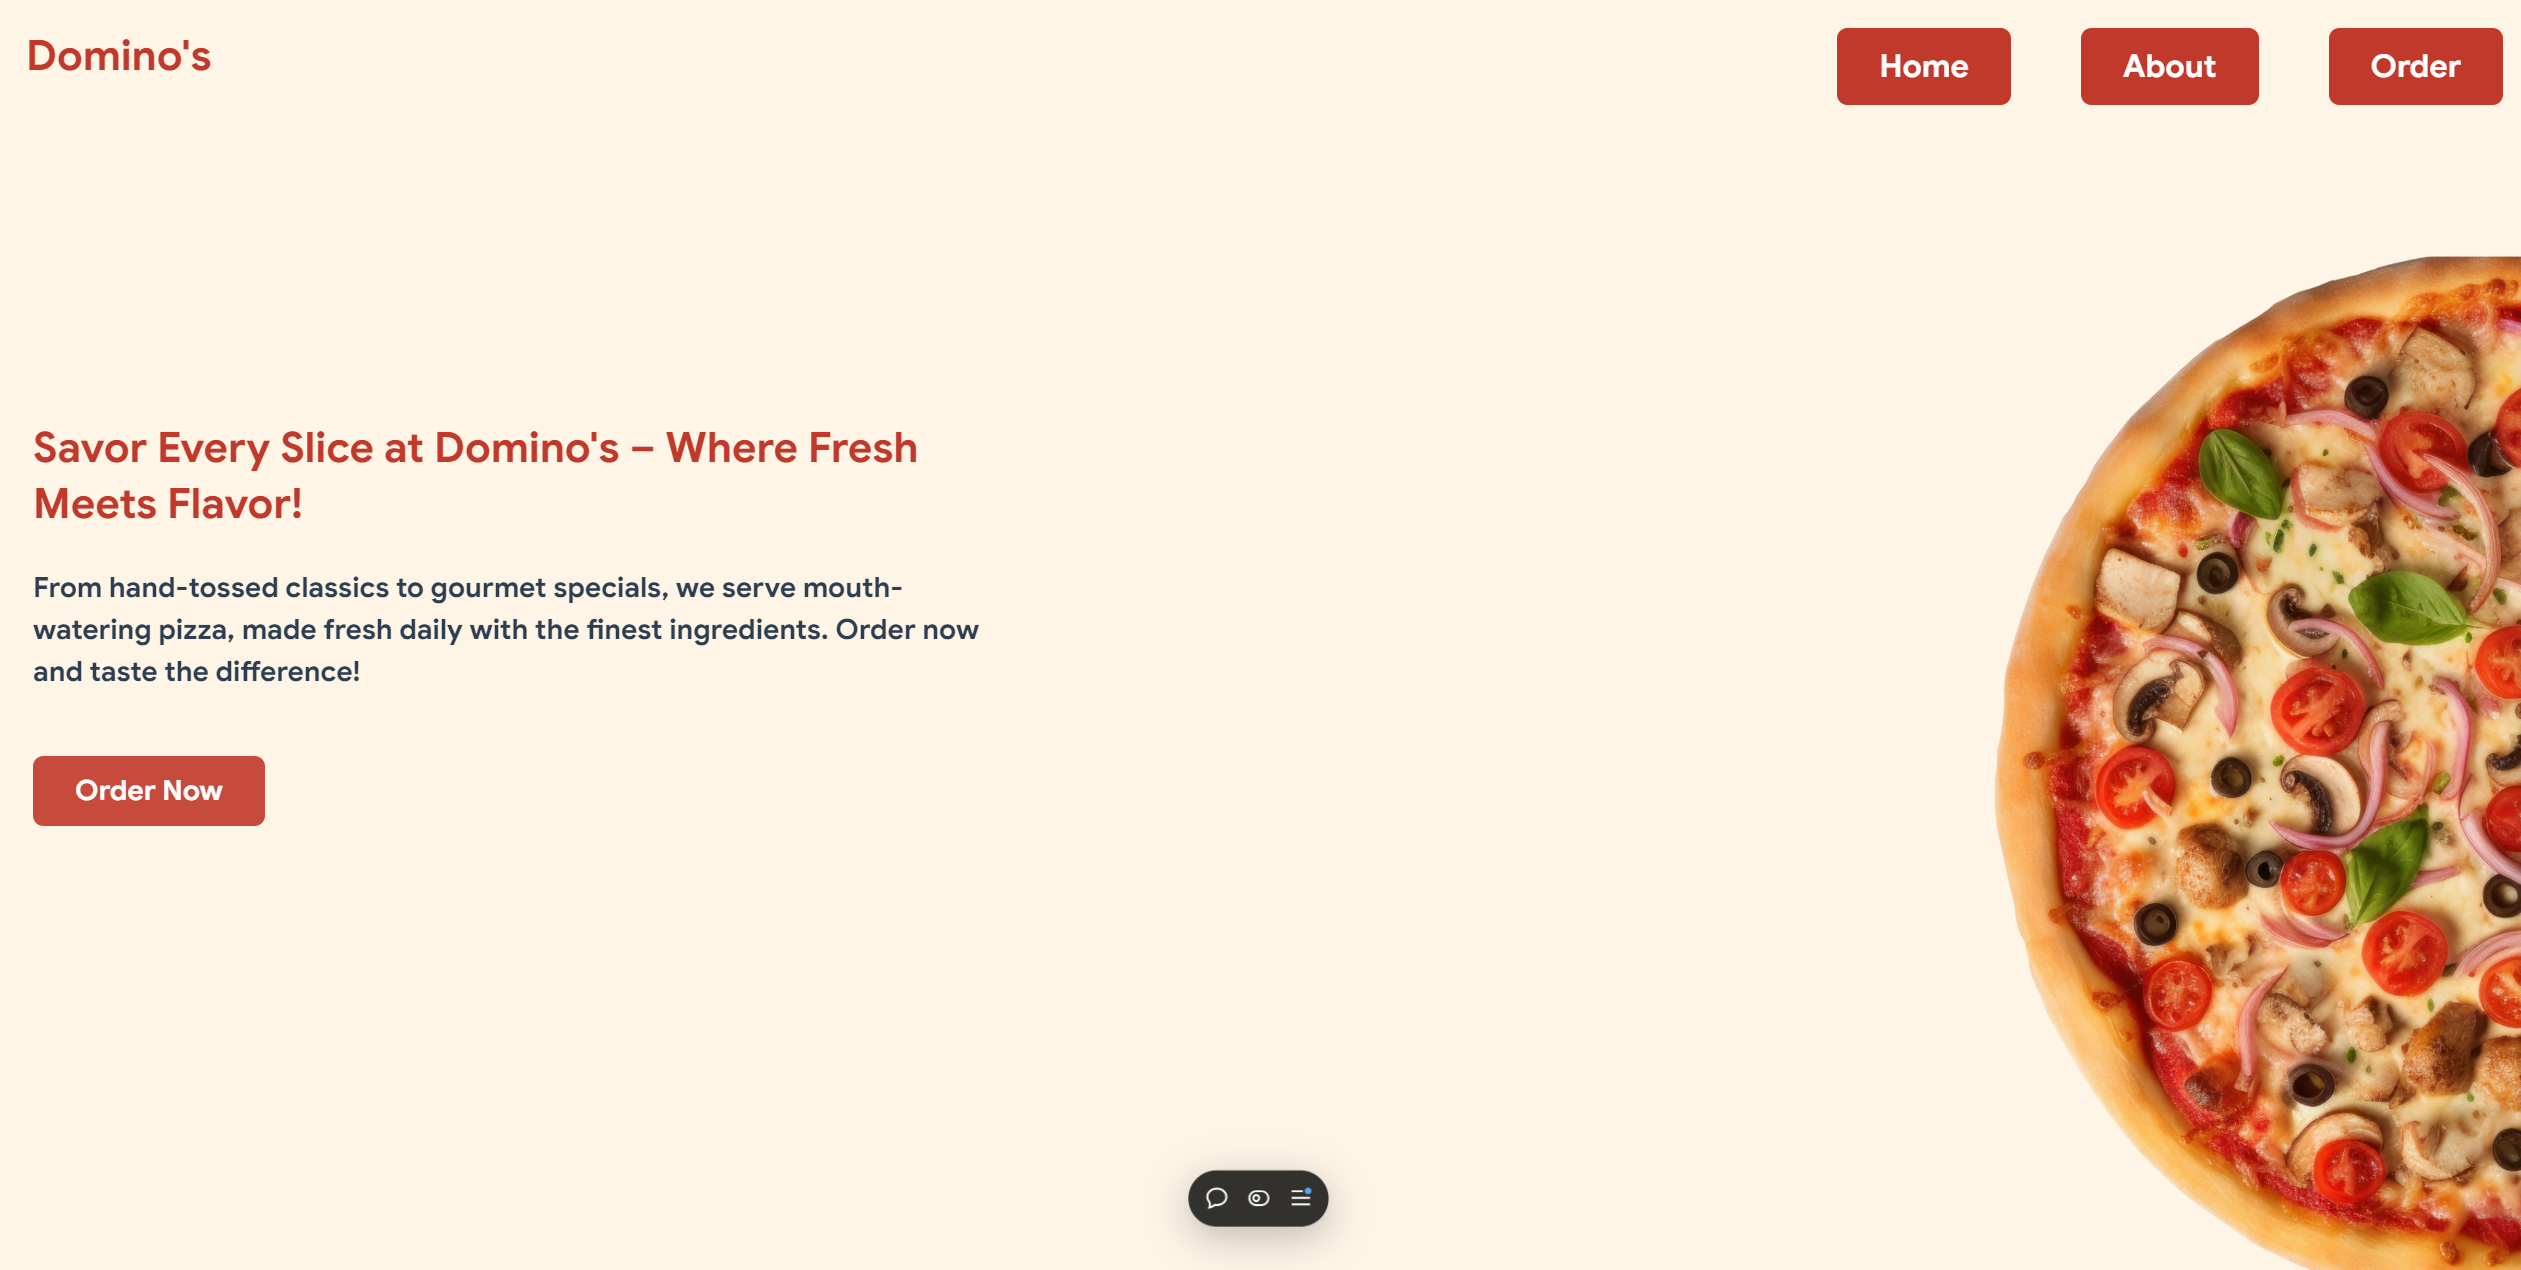 Domino's
Home
About
Order
Savor Every Slice at Domino's – Where Fresh
Meets Flavor!
From hand-tossed classics to gourmet specials, we serve mouth-
watering pizza, made fresh daily with the finest ingredients. Order now
and taste the difference!
Order Now